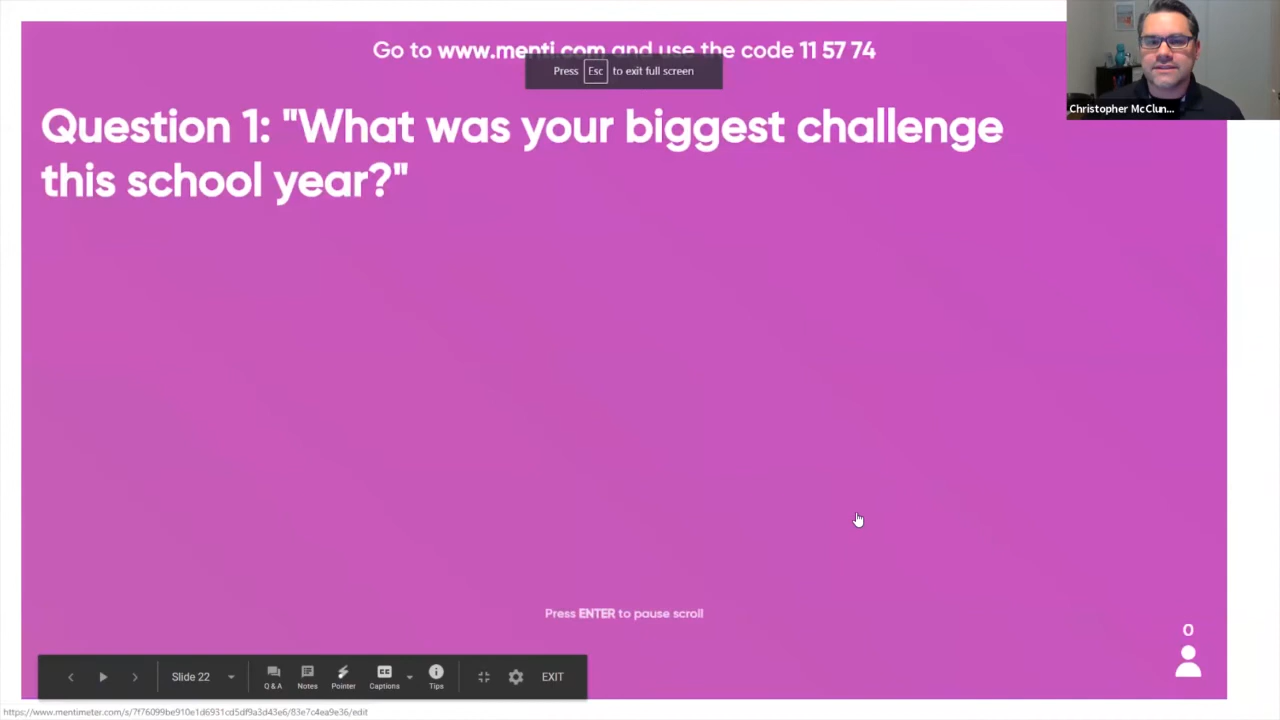 Go to www.menti.com and use the code 11 57 74
Press Esc to exit full screen
Christopher McClun...
Question 1: "What was your biggest challenge
this school year?"
Press ENTER to pause scroll
0
Slide 22
Q & A
Notes
Pointer
CC
Captions
Tips
EXIT
https://www.mentimeter.com/s/7f76099be910e1d6931cd5df9a3d43e6/83e7c4ea9e36/edit